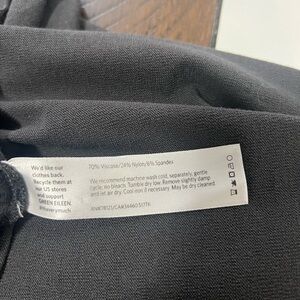 We'd like our
clothes back.
Recycle them at
our US stores
and support
GREEN EILEEN.
70% Viscose/24% Nylon/6% Spandex
We recommend machine wash cold, separately, gentle
cycle, no bleach. Tumble dry low. Remove slightly damp
and let air dry. Cool iron if necessary. May be dry cleaned